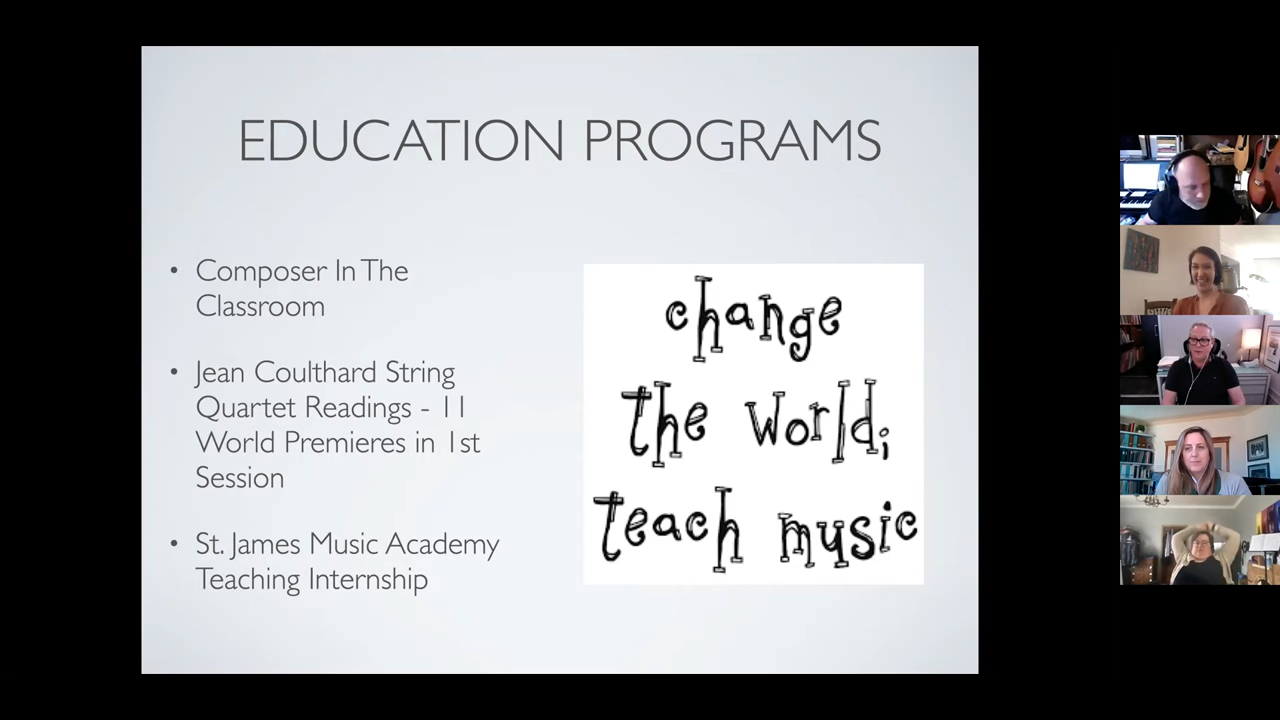 EDUCATION PROGRAMS
• Composer In The
Classroom
• Jean Coulthard String
Quartet Readings - 11
World Premieres in 1st
Session
• St. James Music Academy
Teaching Internship
change
the world;
teach music